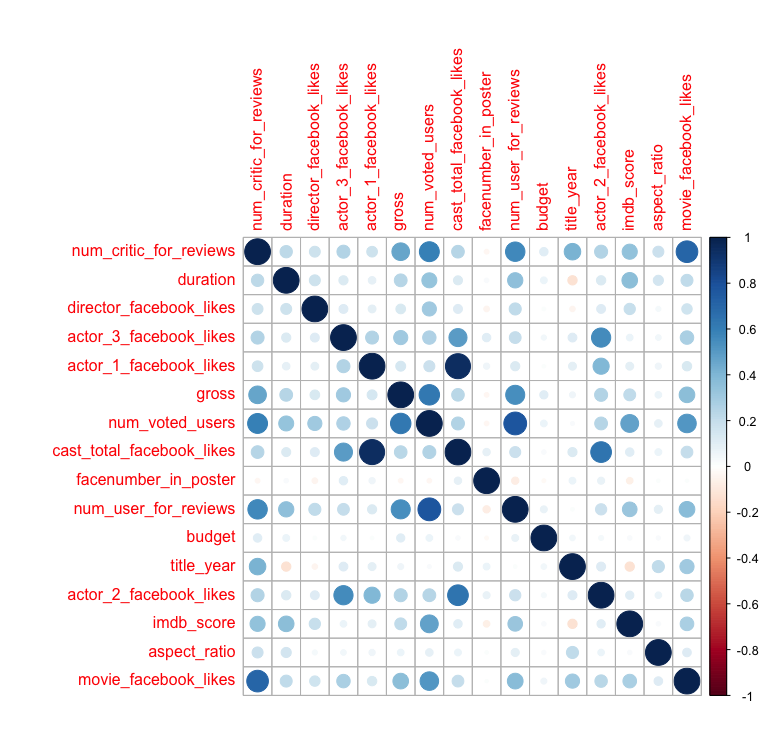 num_critic_for_reviews
duration
director_facebook_likes
actor_3_facebook_likes
actor_1_facebook_likes
gross
num_voted_users
cast_total_facebook_likes
facenumber_in_poster
num_user_for_reviews
budget
title_year
actor_2_facebook_likes
imdb_score
aspect_ratio
movie_facebook_likes
num_critic_for_reviews
duration
director_facebook_likes
actor_3_facebook_likes
actor_1_facebook_likes
gross
num_voted_users
cast_total_facebook_likes
facenumber_in_poster
num_user_for_reviews
budget
title_year
actor_2_facebook_likes
imdb_score
aspect_ratio
movie_facebook_likes
1
0.8
0.6
0.4
0.2
0
-0.2
-0.4
-0.6
-0.8
-1